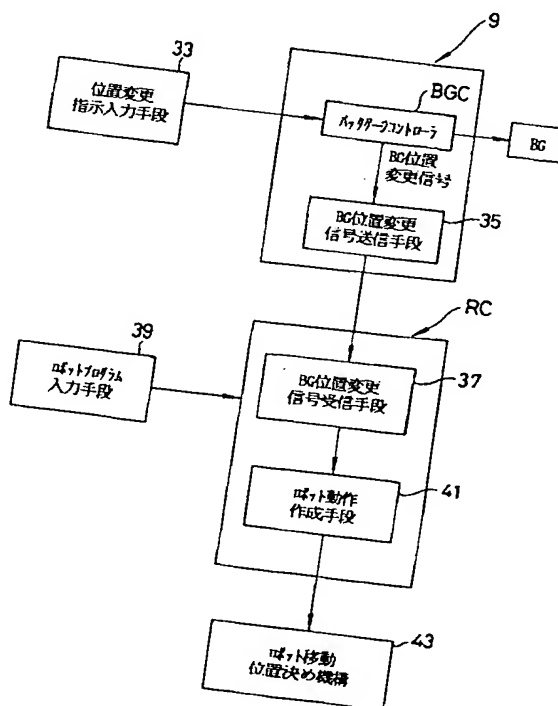 9
33
位置変更
指示入力手段
BGC
バックゲージコントローラ
BG
BG位置
変更信号
BG位置変更
信号送信手段
35
RC
39
ロボットプログラム
入力手段
BG位置変更
信号受信手段
37
ロボット動作
作成手段
41
ロボット移動
位置決め機構
43